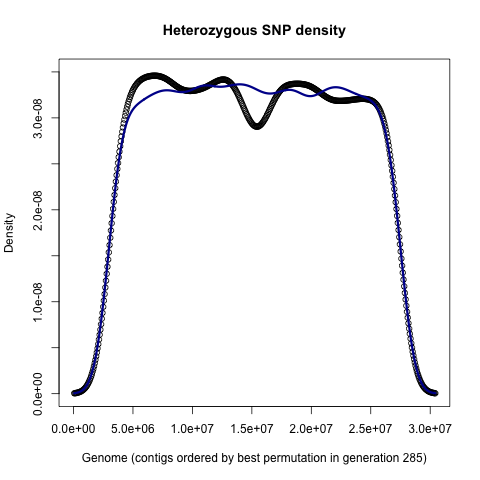 Heterozygous SNP density
Density
3.0e-08
2.0e-08
1.0e-08
0.0e+00
0.0e+00 5.0e+06 1.0e+07 1.5e+07 2.0e+07 2.5e+07 3.0e+07
Genome (contigs ordered by best permutation in generation 285)